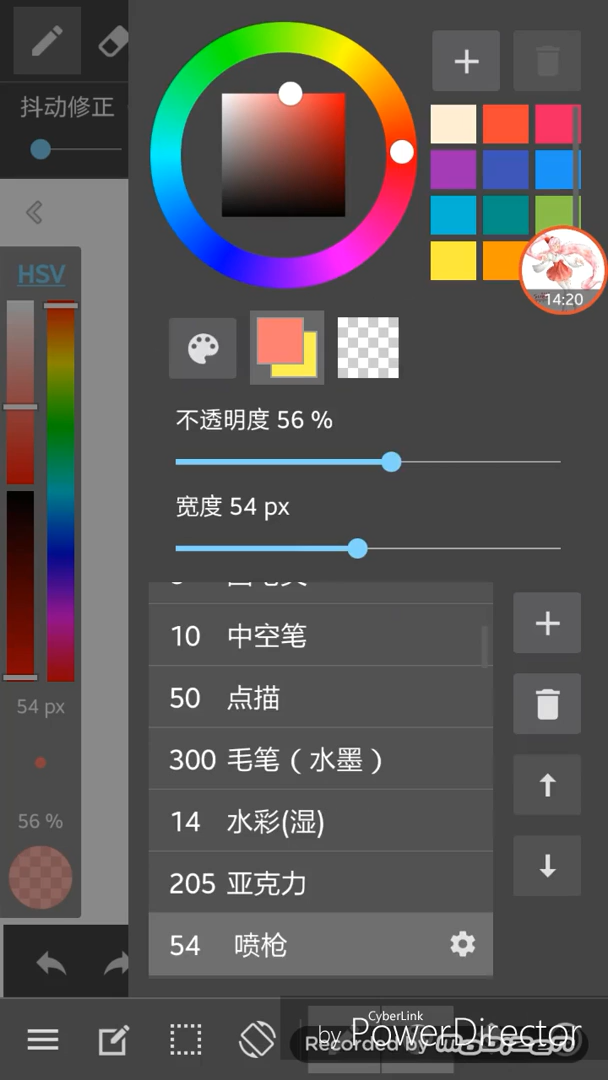 抖动修正
14:20
HSV
不透明度 56 %
宽度 54 px
10 中空笔
50 点描
54 px
300 毛笔（水墨）
14 水彩(湿)
56 %
205 亚克力
54 喷枪
CyberLink
by PowerDirector
Recorded by